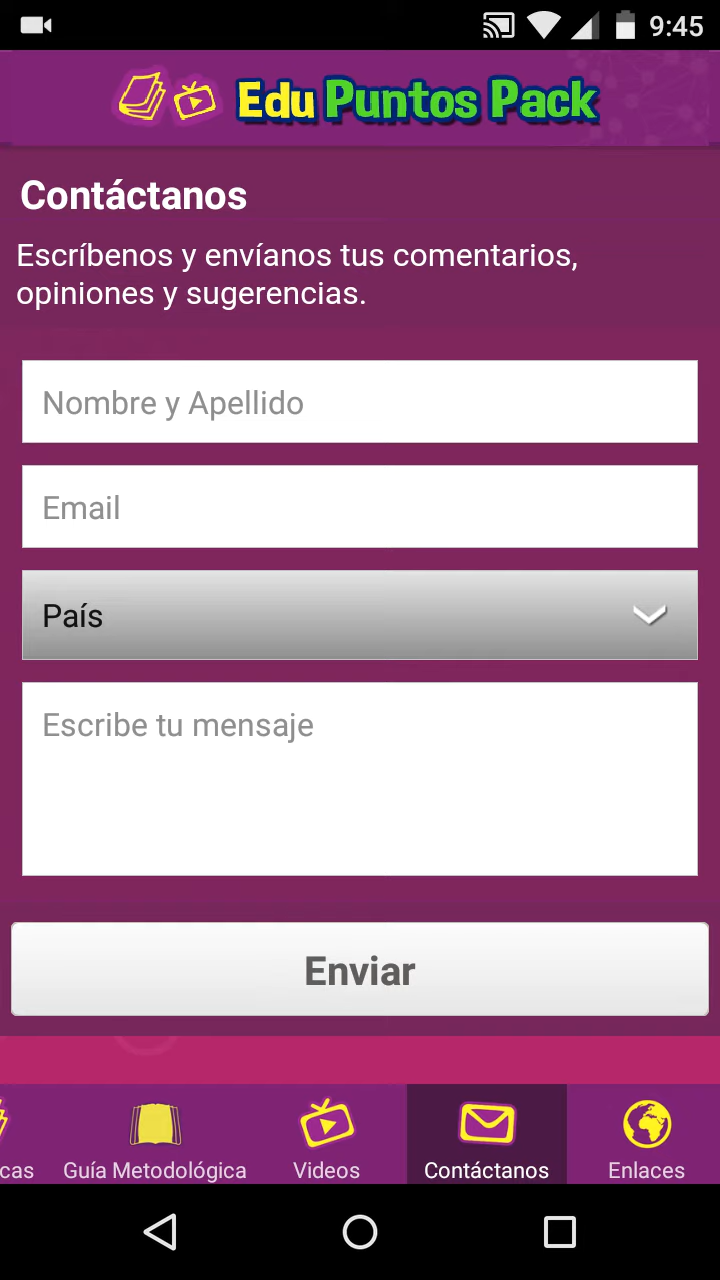 9:45
Edu Puntos Pack
Contáctanos
Escríbenos y envíanos tus comentarios,
opiniones y sugerencias.
Nombre y Apellido
Email
País
Escribe tu mensaje
Enviar
cas Guía Metodológica Videos Contáctanos Enlaces